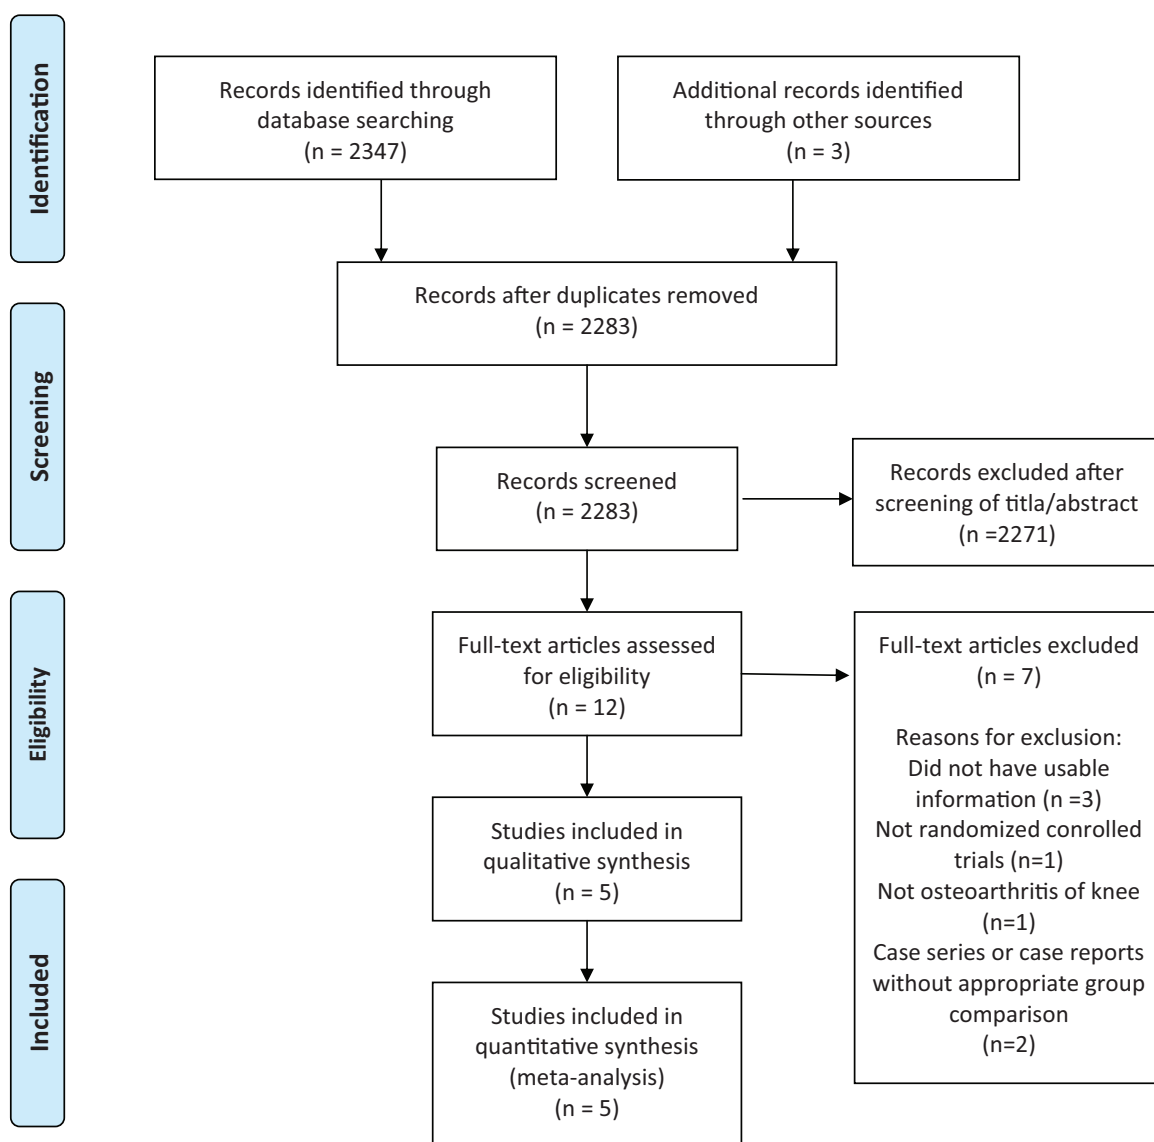 Identification
Records identified through
database searching
(n = 2347)
Additional records identified
through other sources
(n = 3)
Records after duplicates removed
(n = 2283)
Screening
Records screened
(n = 2283)
Records excluded after
screening of titla/abstract
(n =2271)
Eligibility
Full-text articles assessed
for eligibility
(n = 12)
Full-text articles excluded
(n = 7)
Reasons for exclusion:
Did not have usable
information (n =3)
Not randomized conrolled
trials (n=1)
Not osteoarthritis of knee
(n=1)
Case series or case reports
without appropriate group
comparison
(n=2)
Studies included in
qualitative synthesis
(n = 5)
Included
Studies included in
quantitative synthesis
(meta-analysis)
(n = 5)